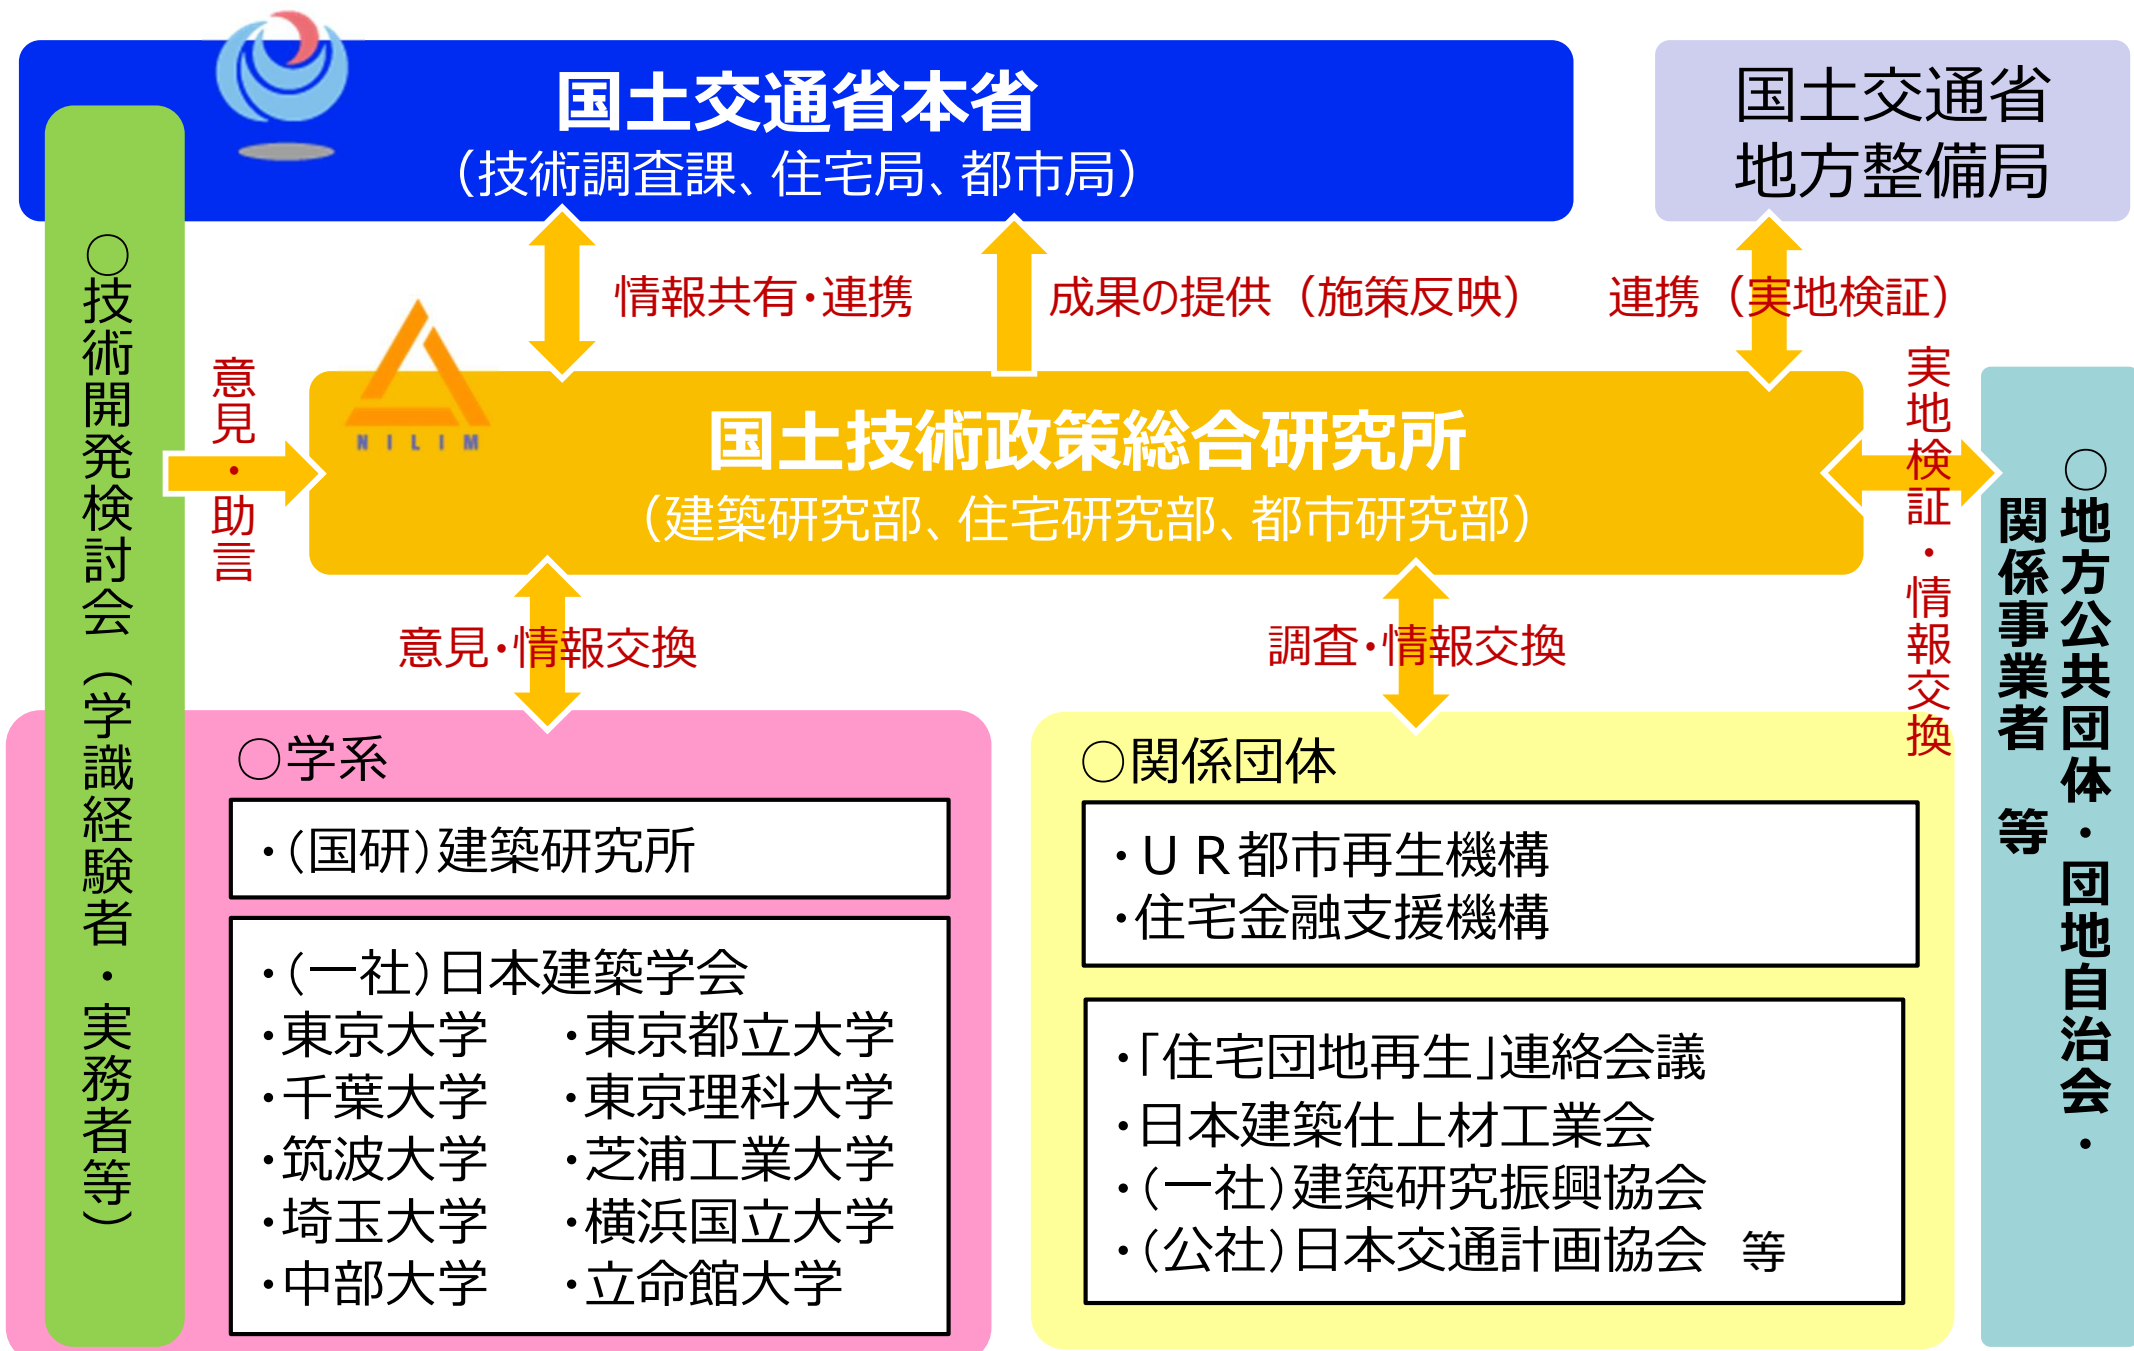 国土交通省本省
（技術調査課、住宅局、都市局）
国土交通省
地方整備局
〇技術開発検討会（学識経験者・実務者等）
情報共有・連携
成果の提供（施策反映）
連携（実地検証）
意見・助言
NILIM
国土技術政策総合研究所
（建築研究部、住宅研究部、都市研究部）
実地検証・情報交換
〇地方公共団体・団地自治会・
関係事業者　等
意見・情報交換
調査・情報交換
〇学系
・（国研）建築研究所
・（一社）日本建築学会
・東京大学　・東京都立大学
・千葉大学　・東京理科大学
・筑波大学　・芝浦工業大学
・埼玉大学　・横浜国立大学
・中部大学　・立命館大学
〇関係団体
・ＵＲ都市再生機構
・住宅金融支援機構
・「住宅団地再生」連絡会議
・日本建築仕上材工業会
・（一社）建築研究振興協会
・（公社）日本交通計画協会　等